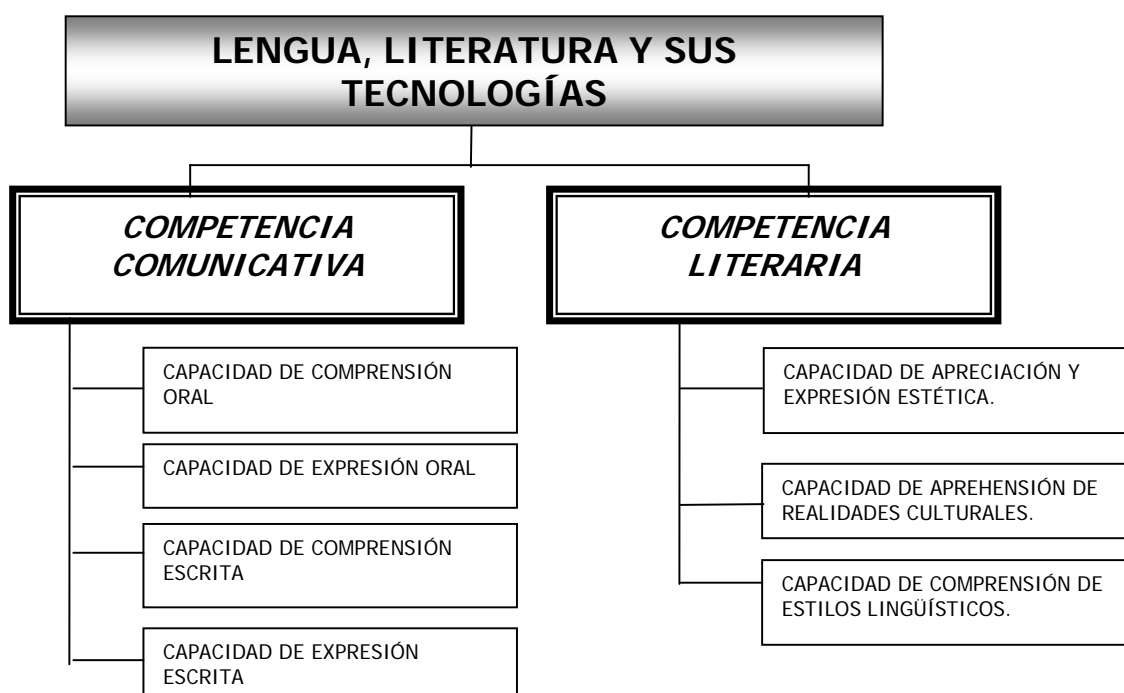 LENGUA, LITERATURA Y SUS
TECNOLOGÍAS
COMPETENCIA
COMUNICATIVA
CAPACIDAD DE COMPRENSIÓN
ORAL
CAPACIDAD DE EXPRESIÓN ORAL
CAPACIDAD DE COMPRENSIÓN
ESCRITA
CAPACIDAD DE EXPRESIÓN
ESCRITA
COMPETENCIA
LITERARIA
CAPACIDAD DE APRECIACIÓN Y
EXPRESIÓN ESTÉTICA.
CAPACIDAD DE APREHENSIÓN DE
REALIDADES CULTURALES.
CAPACIDAD DE COMPRENSIÓN DE
ESTILOS LINGÜÍSTICOS.